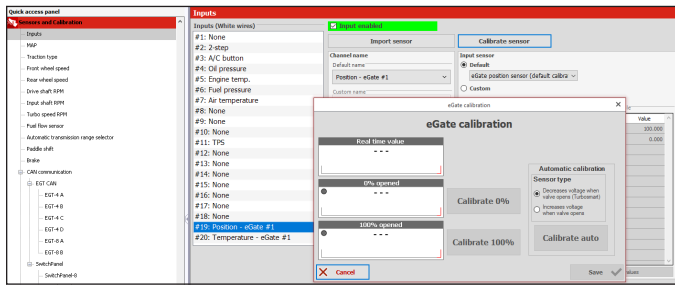 Quick access panel
Sensors and Calibration
Inputs
MAP
Traction type
Front wheel speed
Rear wheel speed
Drive shaft RPM
Input shaft RPM
Turbo speed RPM
Fuel flow sensor
Automatic transmission range selector
Paddle shift
Brake
CAN communication
EGT CAN
EGT-4 A
EGT-4 B
EGT-4 C
EGT-4 D
EGT-8 A
EGT-8 B
SwitchPanel
SwitchPanel-8
Inputs
Inputs (White wires)
#1: None
#2: 2-step
#3: A/C button
#4: Oil pressure
#5: Engine temp.
#6: Fuel pressure
#7: Air temperature
#8: None
#9: None
#10: None
#11: TPS
#12: None
#13: None
#14: None
#15: None
#16: None
#17: None
#18: None
#19: Position - eGate #1
#20: Temperature - eGate #1
Input enabled
Import sensor
Calibrate sensor
Channel name
Default name
Position - eGate #1
Custom name
Input sensor
Default
eGate position sensor (default calibra
Custom
Value
100.000
0.000
eGate calibration
eGate calibration
Real time value
- - -
0% opened
- - -
Calibrate 0%
100% opened
- - -
Calibrate 100%
Automatic calibration
Sensor type
Decreases voltage when
valve opens (Turbosmart)
Increases voltage
when valve opens
Calibrate auto
Cancel
Save